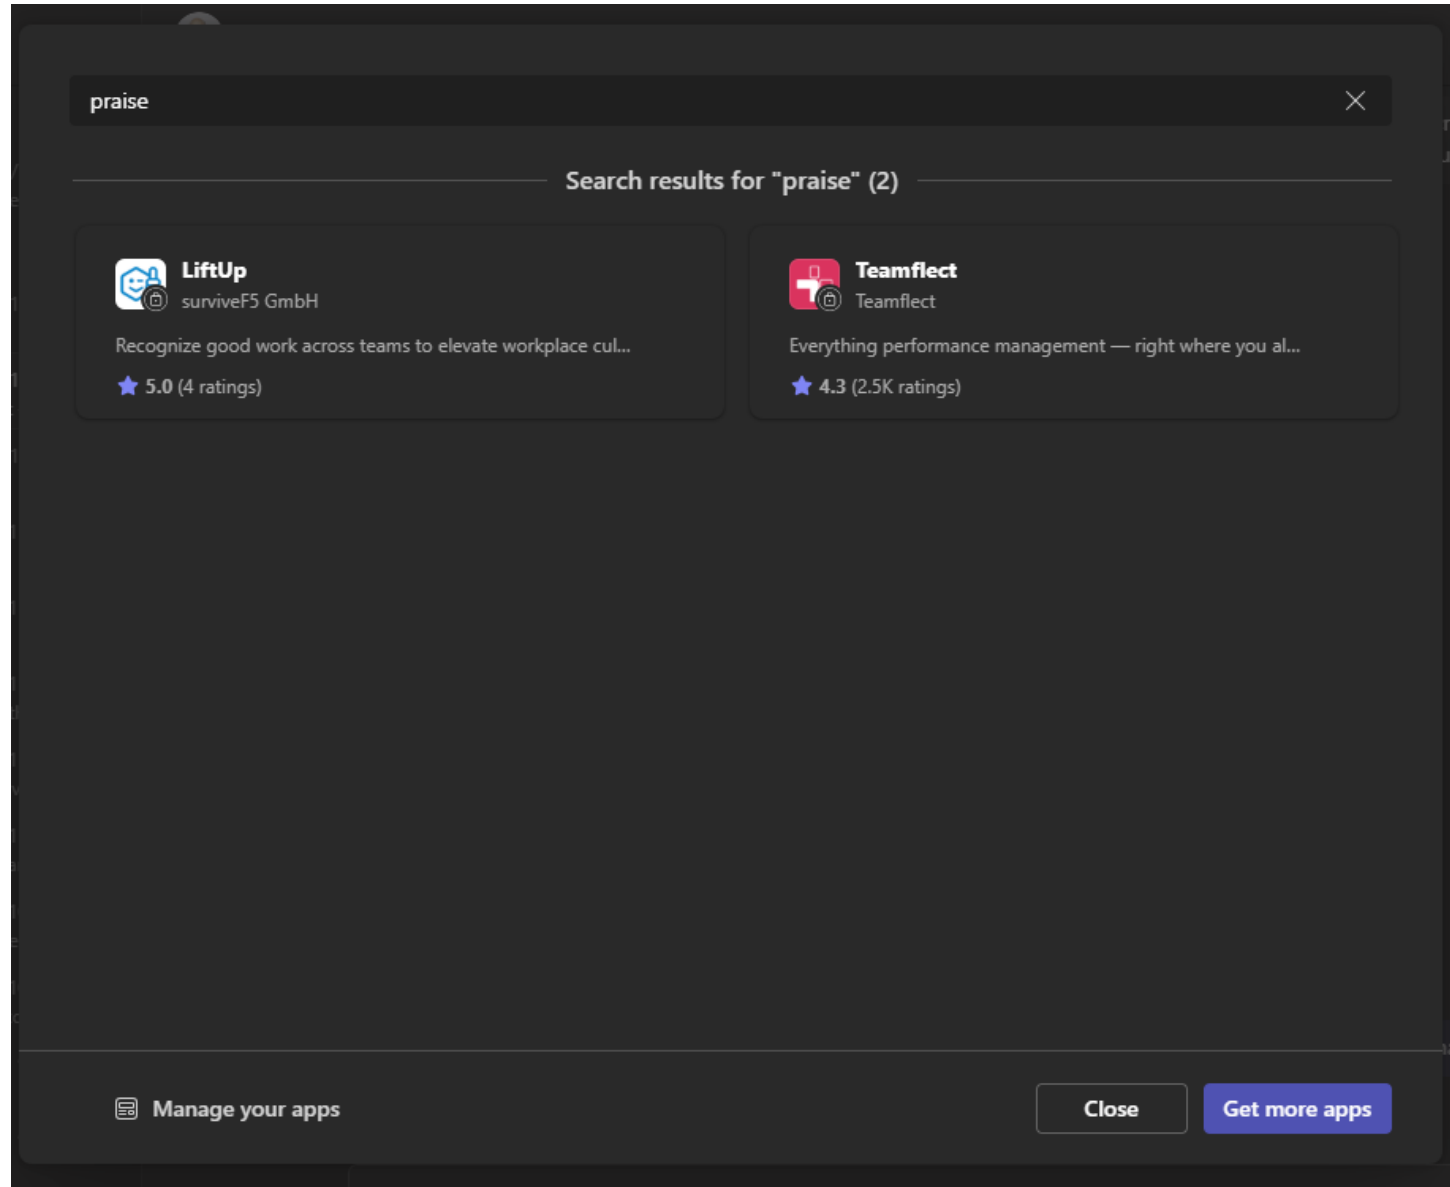 praise
Search results for "praise" (2)
LiftUp
surviveF5 GmbH
Recognize good work across teams to elevate workplace cul...
5.0 (4 ratings)
Teamflect
Teamflect
Everything performance management — right where you al...
4.3 (2.5K ratings)
Manage your apps
Close
Get more apps